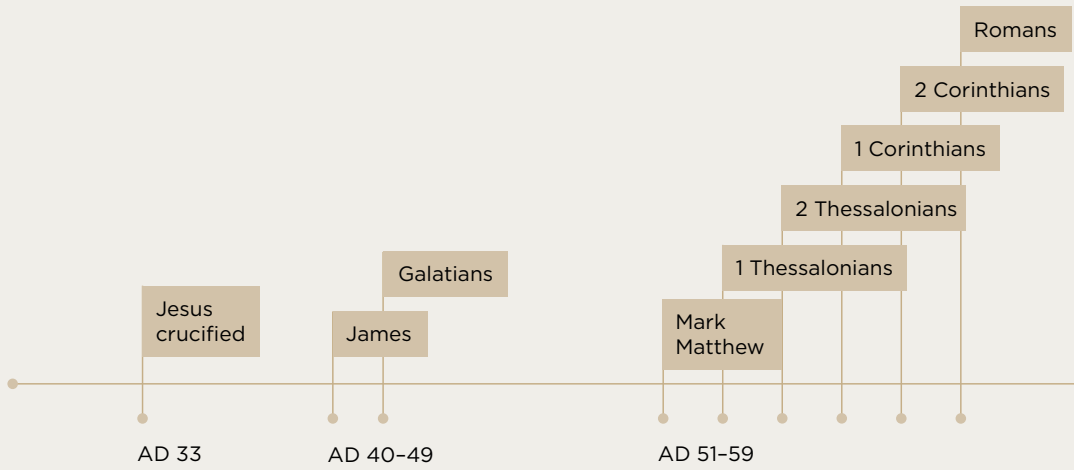 Romans
2 Corinthians
1 Corinthians
2 Thessalonians
1 Thessalonians
Galatians
Jesus
crucified
James
Mark
Matthew
AD 33
AD 40–49
AD 51–59